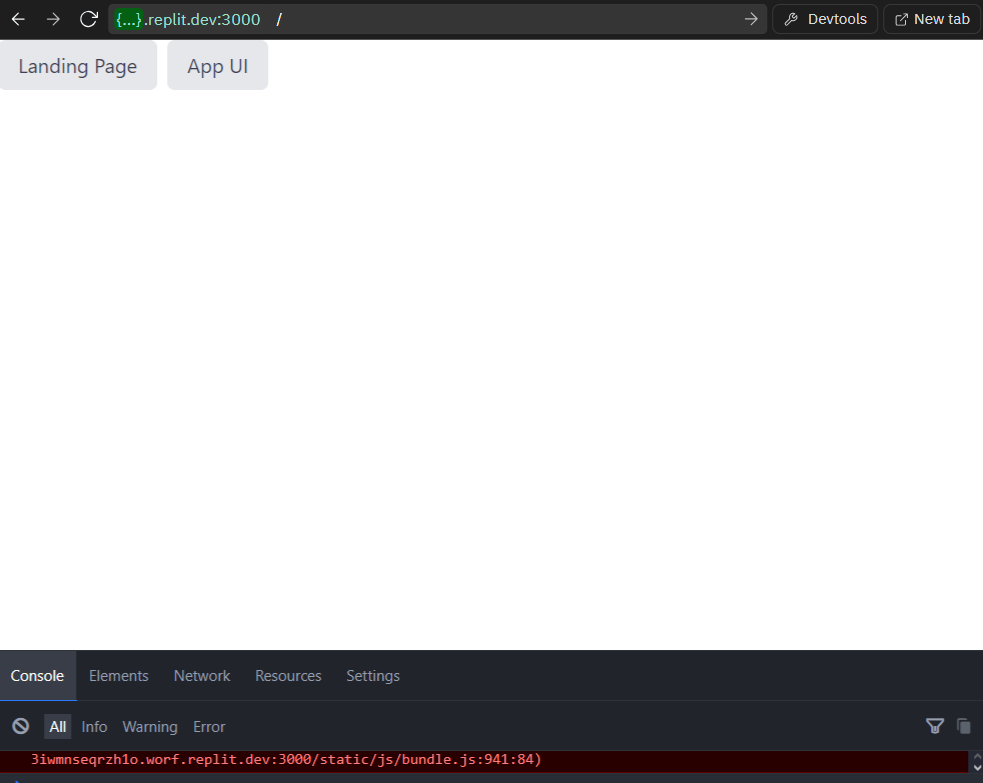 {...}.replit.dev:3000 /
Devtools
New tab
Landing Page
App UI
Console Elements Network Resources Settings
All Info Warning Error
3iwmnseqrzh1o.worf.replit.dev:3000/static/js/bundle.js:941:84)